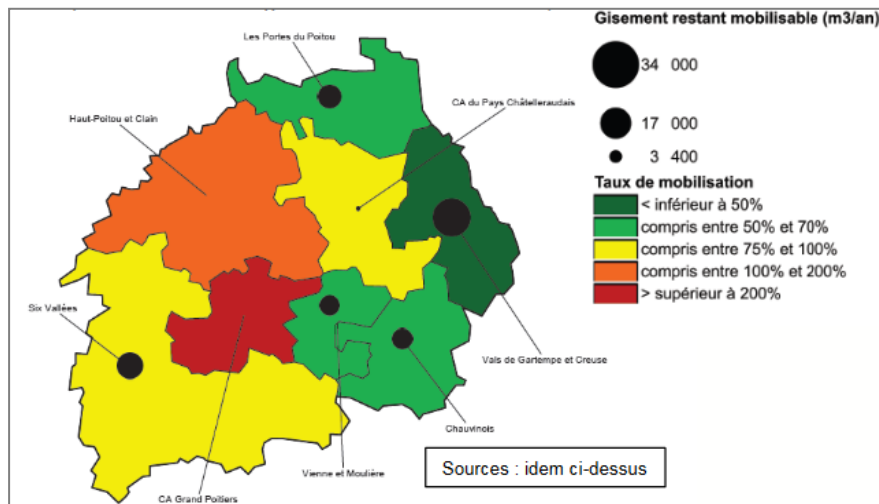 Gisement restant mobilisable (m3/an)
34 000
17 000
3 400
Taux de mobilisation
< inférieur à 50%
compris entre 50% et 70%
compris entre 75% et 100%
compris entre 100% et 200%
> supérieur à 200%
Les Portes du Poitou
CA du Pays Châtelleraudais
Haut-Poitou et Clain
Six Vallées
Vals de Gartempe et Creuse
Chauvinois
Vienne et Moulière
CA Grand Poitiers
Sources : idem ci-dessus